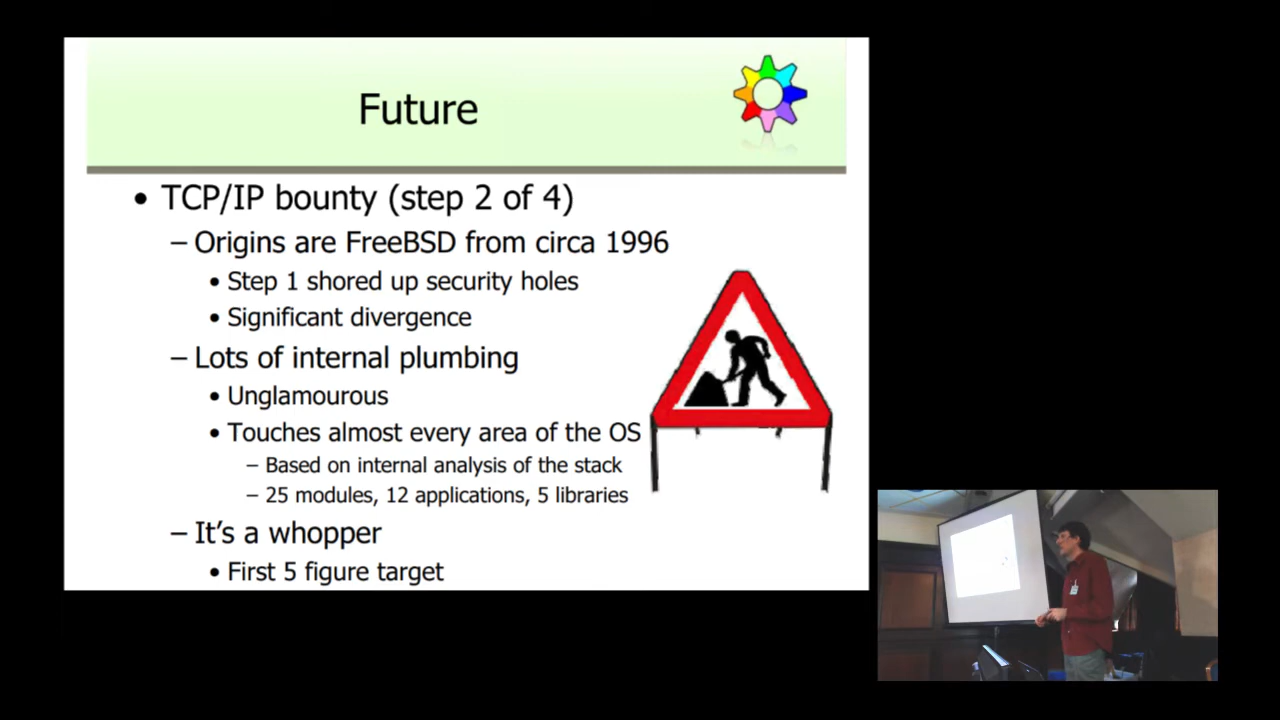 Future
• TCP/IP bounty (step 2 of 4)
– Origins are FreeBSD from circa 1996
• Step 1 shored up security holes
• Significant divergence
– Lots of internal plumbing
• Unglamourous
• Touches almost every area of the OS
– Based on internal analysis of the stack
– 25 modules, 12 applications, 5 libraries
– It's a whopper
• First 5 figure target